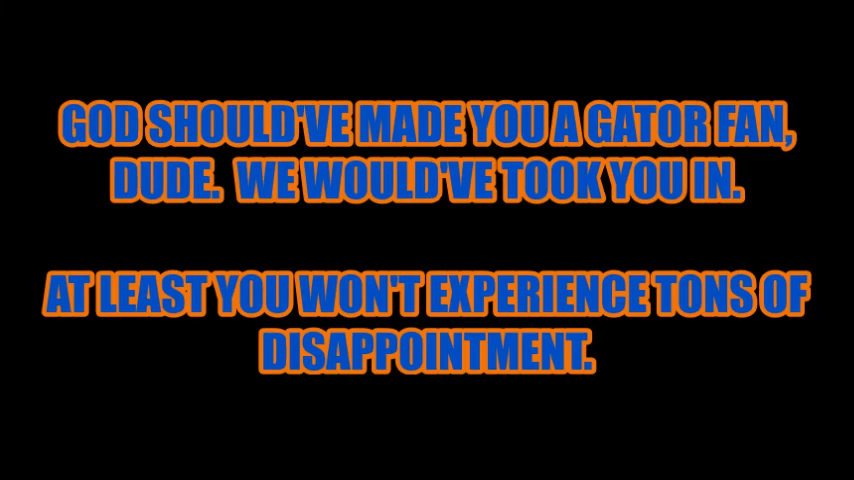 GOD SHOULD'VE MADE YOU A GATOR FAN,
DUDE.  WE WOULD'VE TOOK YOU IN.
AT LEAST YOU WON'T EXPERIENCE TONS OF
DISAPPOINTMENT.